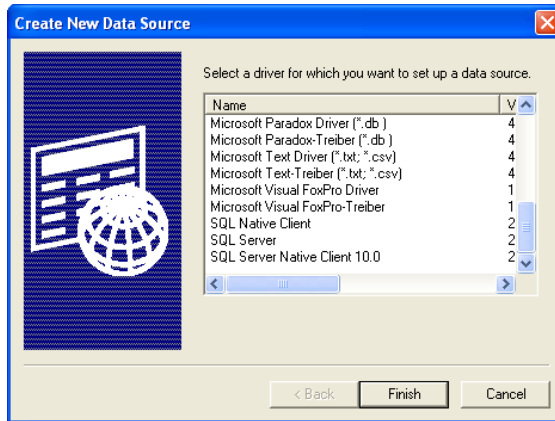 Create New Data Source
Select a driver for which you want to set up a data source.
Name V
Microsoft Paradox Driver (*.db ) 4
Microsoft Paradox-Treiber (*.db ) 4
Microsoft Text Driver (*.txt; *.csv) 4
Microsoft Text-Treiber (*.txt; *.csv) 4
Microsoft Visual FoxPro Driver 1
Microsoft Visual FoxPro-Treiber 1
SQL Native Client 2
SQL Server 2
SQL Server Native Client 10.0 2
< Back Finish Cancel